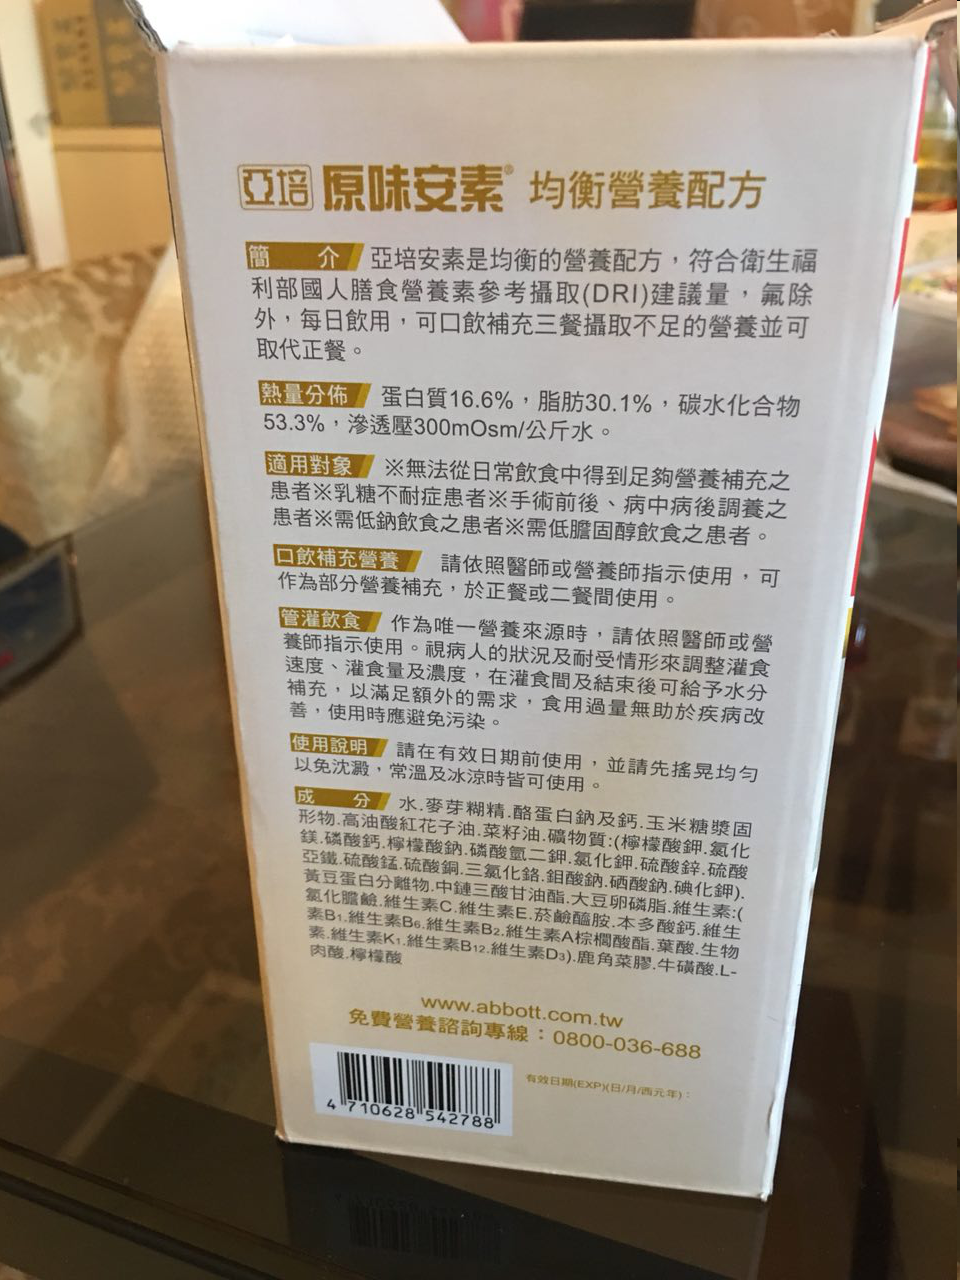 亞培 原味安素® 均衡營養配方
簡 介 亞培安素是均衡的營養配方，符合衛生福
利部國人膳食營養素參考攝取(DRI)建議量，氟除
外，每日飲用，可口飲補充三餐攝取不足的營養並可
取代正餐。
熱量分佈 蛋白質16.6%，脂肪30.1%，碳水化合物
53.3%，滲透壓300mOsm/公斤水。
適用對象 ※無法從日常飲食中得到足夠營養補充之
患者※乳糖不耐症患者※手術前後、病中病後調養之
患者※需低鈉飲食之患者※需低膽固醇飲食之患者。
口飲補充營養 請依照醫師或營養師指示使用，可
作為部分營養補充，於正餐或二餐間使用。
管灌飲食 作為唯一營養來源時，請依照醫師或營
養師指示使用。視病人的狀況及耐受情形來調整灌食
速度、灌食量及濃度，在灌食間及結束後可給予水分
補充，以滿足額外的需求，食用過量無助於疾病改
善，使用時應避免污染。
使用說明 請在有效日期前使用，並請先搖晃均勻
以免沈澱，常溫及冰涼時皆可使用。
成 分 水.麥芽糊精.酪蛋白鈉及鈣.玉米糖漿固
形物.高油酸紅花子油.菜籽油.礦物質:(檸檬酸鉀.氯化
鎂.磷酸鈣.檸檬酸鈉.磷酸氫二鉀.氯化鉀.硫酸鋅.硫酸
亞鐵.硫酸錳.硫酸銅.三氯化鉻.鉬酸鈉.硒酸鈉.碘化鉀).
黃豆蛋白分離物.中鏈三酸甘油酯.大豆卵磷脂.維生素:(
氯化膽鹼.維生素C.維生素E.菸鹼醯胺.本多酸鈣.維生
素B1.維生素B6.維生素B2.維生素A棕櫚酸酯.葉酸.生物
素.維生素K1.維生素B12.維生素D3).鹿角菜膠.牛磺酸.L-
肉酸.檸檬酸
www.abbott.com.tw
免費營養諮詢專線：0800-036-688
有效日期(EXP)(日/月/西元年)：
4 710628 542788